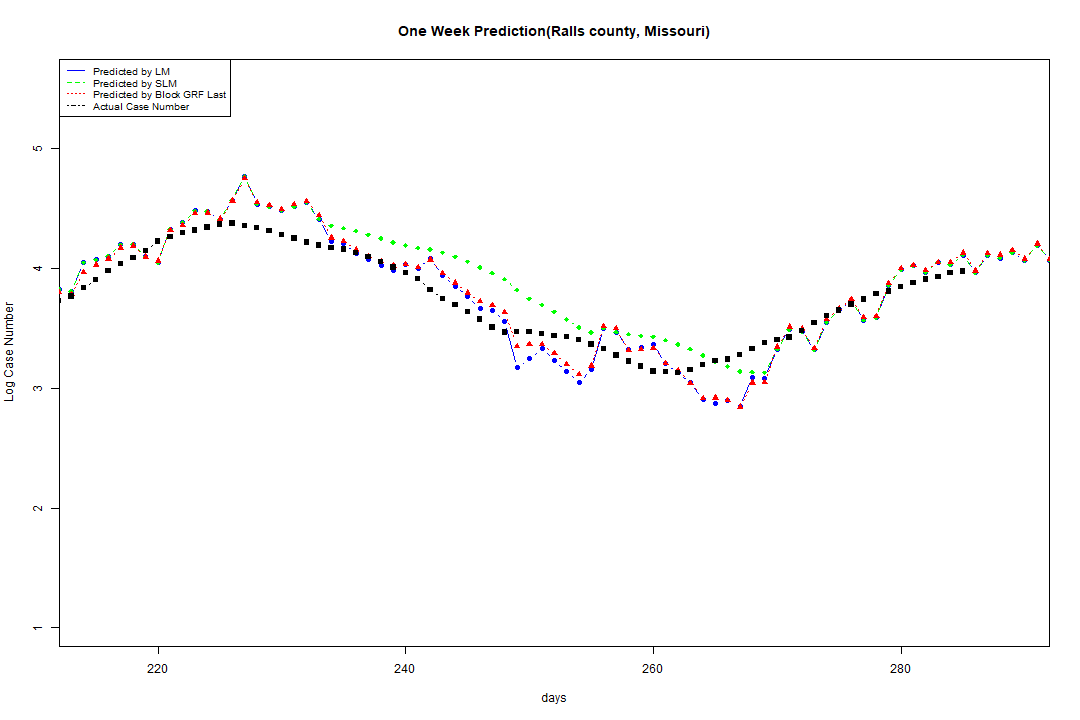 One Week Prediction(Ralls county, Missouri)
Predicted by LM
Predicted by SLM
Predicted by Block GRF Last
Actual Case Number
5
4
3
2
1
Log Case Number
220 240 260 280
days